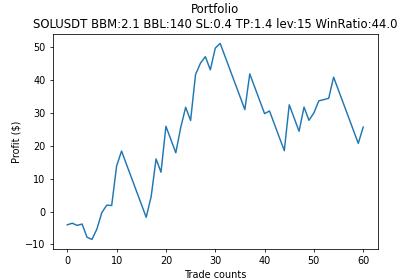 Portfolio
SOLUSDT BBM:2.1 BBL:140 SL:0.4 TP:1.4 lev:15 WinRatio:44.0
Profit ($)
50
40
30
20
10
0
−10
0 10 20 30 40 50 60
Trade counts